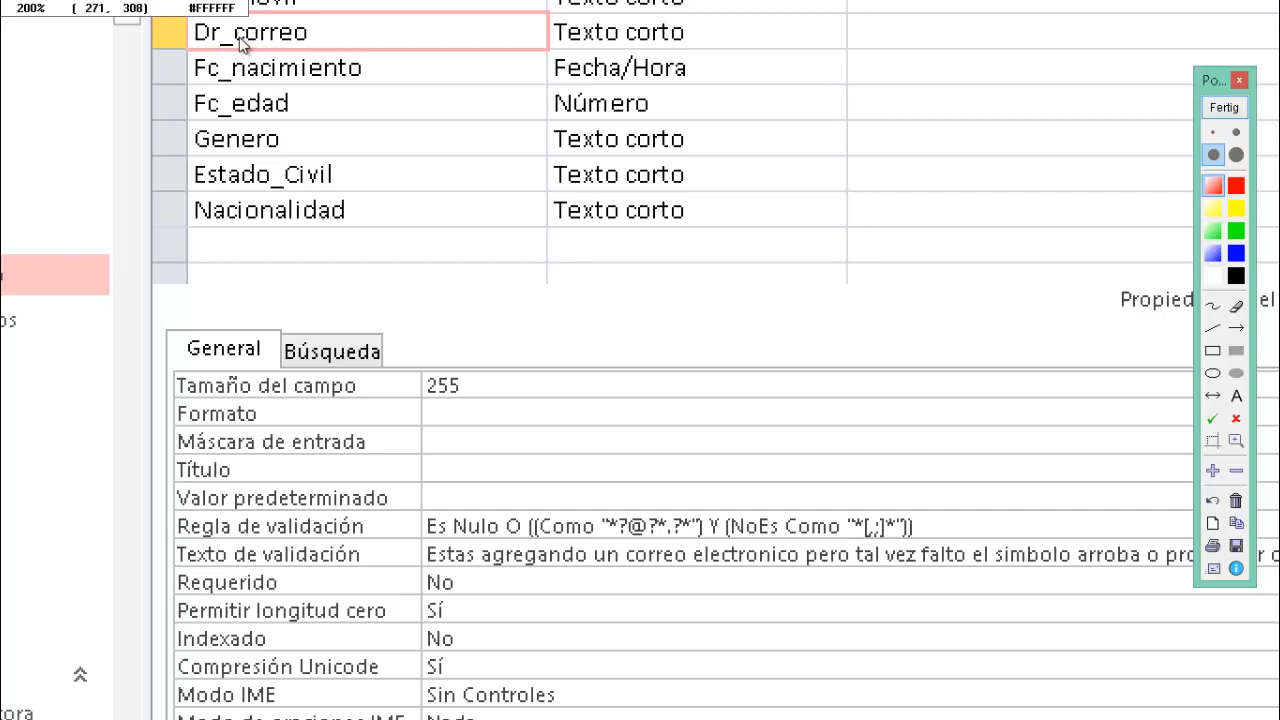 200% ( 271, 308) #FFFFFF
Dr_correo Texto corto
Fc_nacimiento Fecha/Hora
Fc_edad Número
Genero Texto corto
Estado_Civil Texto corto
Nacionalidad Texto corto
Po...
Fertig
A
Propied el
os
General Búsqueda
Tamaño del campo 255
Formato
Máscara de entrada
Título
Valor predeterminado
Regla de validación Es Nulo O ((Como "*?@?*.?*") Y (NoEs Como "*[,;]*"))
Texto de validación Estas agregando un correo electronico pero tal vez falto el simbolo arroba o
Requerido No
Permitir longitud cero Sí
Indexado No
Compresión Unicode Sí
Modo IME Sin Controles
tora